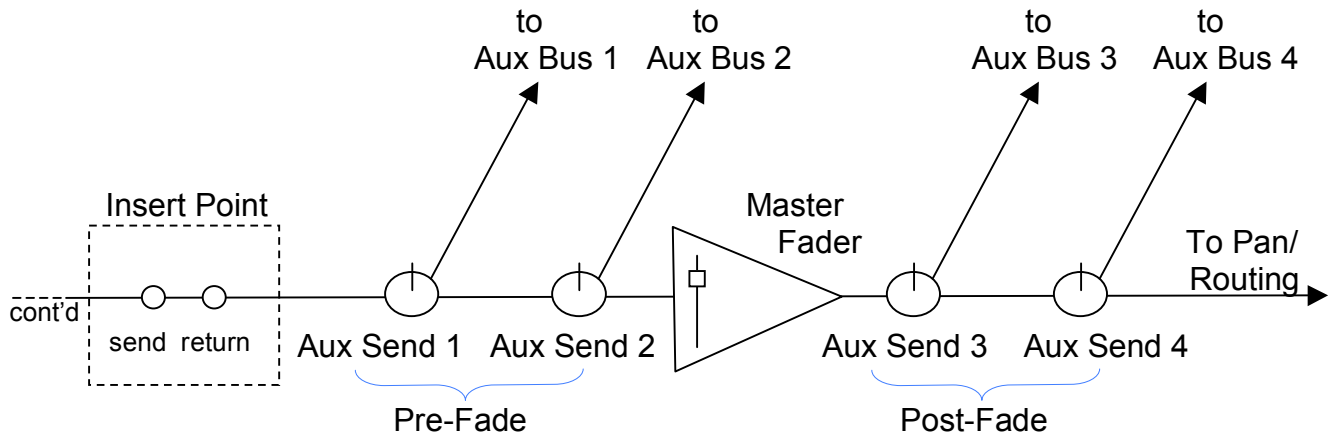 to
Aux Bus 1
to
Aux Bus 2
to
Aux Bus 3
to
Aux Bus 4
Insert Point
Master
Fader
To Pan/
Routing
cont'd
send return
Aux Send 1
Aux Send 2
Aux Send 3
Aux Send 4
Pre-Fade
Post-Fade